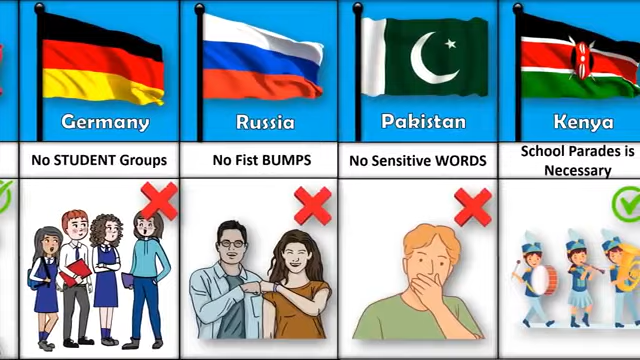 Germany
Russia
Pakistan
Kenya
No STUDENT Groups
No Fist BUMPS
No Sensitive WORDS
School Parades is
Necessary